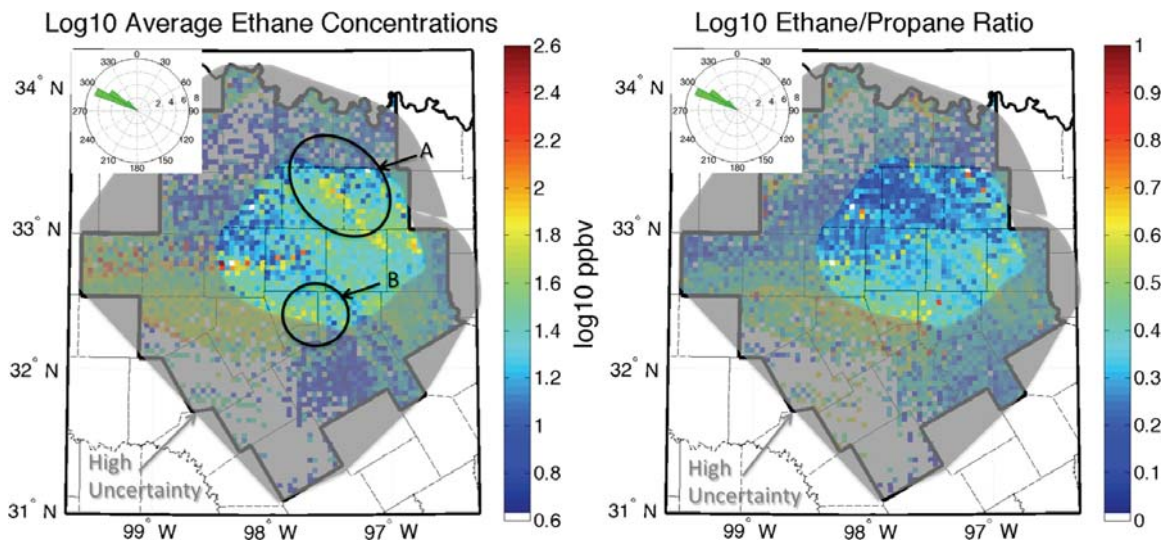 Log10 Average Ethane Concentrations
0
330
30
300
60
270
2 4 6 8
90
240
120
210
150
180
34° N
33° N
32° N
31° N
99° W
98° W
97° W
A
B
High
Uncertainty
2.6
2.4
2.2
2
1.8
1.6
1.4
1.2
1
0.8
0.6
log10 ppbv
Log10 Ethane/Propane Ratio
0
330
30
300
60
270
2 4 6 8
90
240
120
210
150
180
34° N
33° N
32° N
31° N
99° W
98° W
97° W
High
Uncertainty
1
0.9
0.8
0.7
0.6
0.5
0.4
0.3
0.2
0.1
0